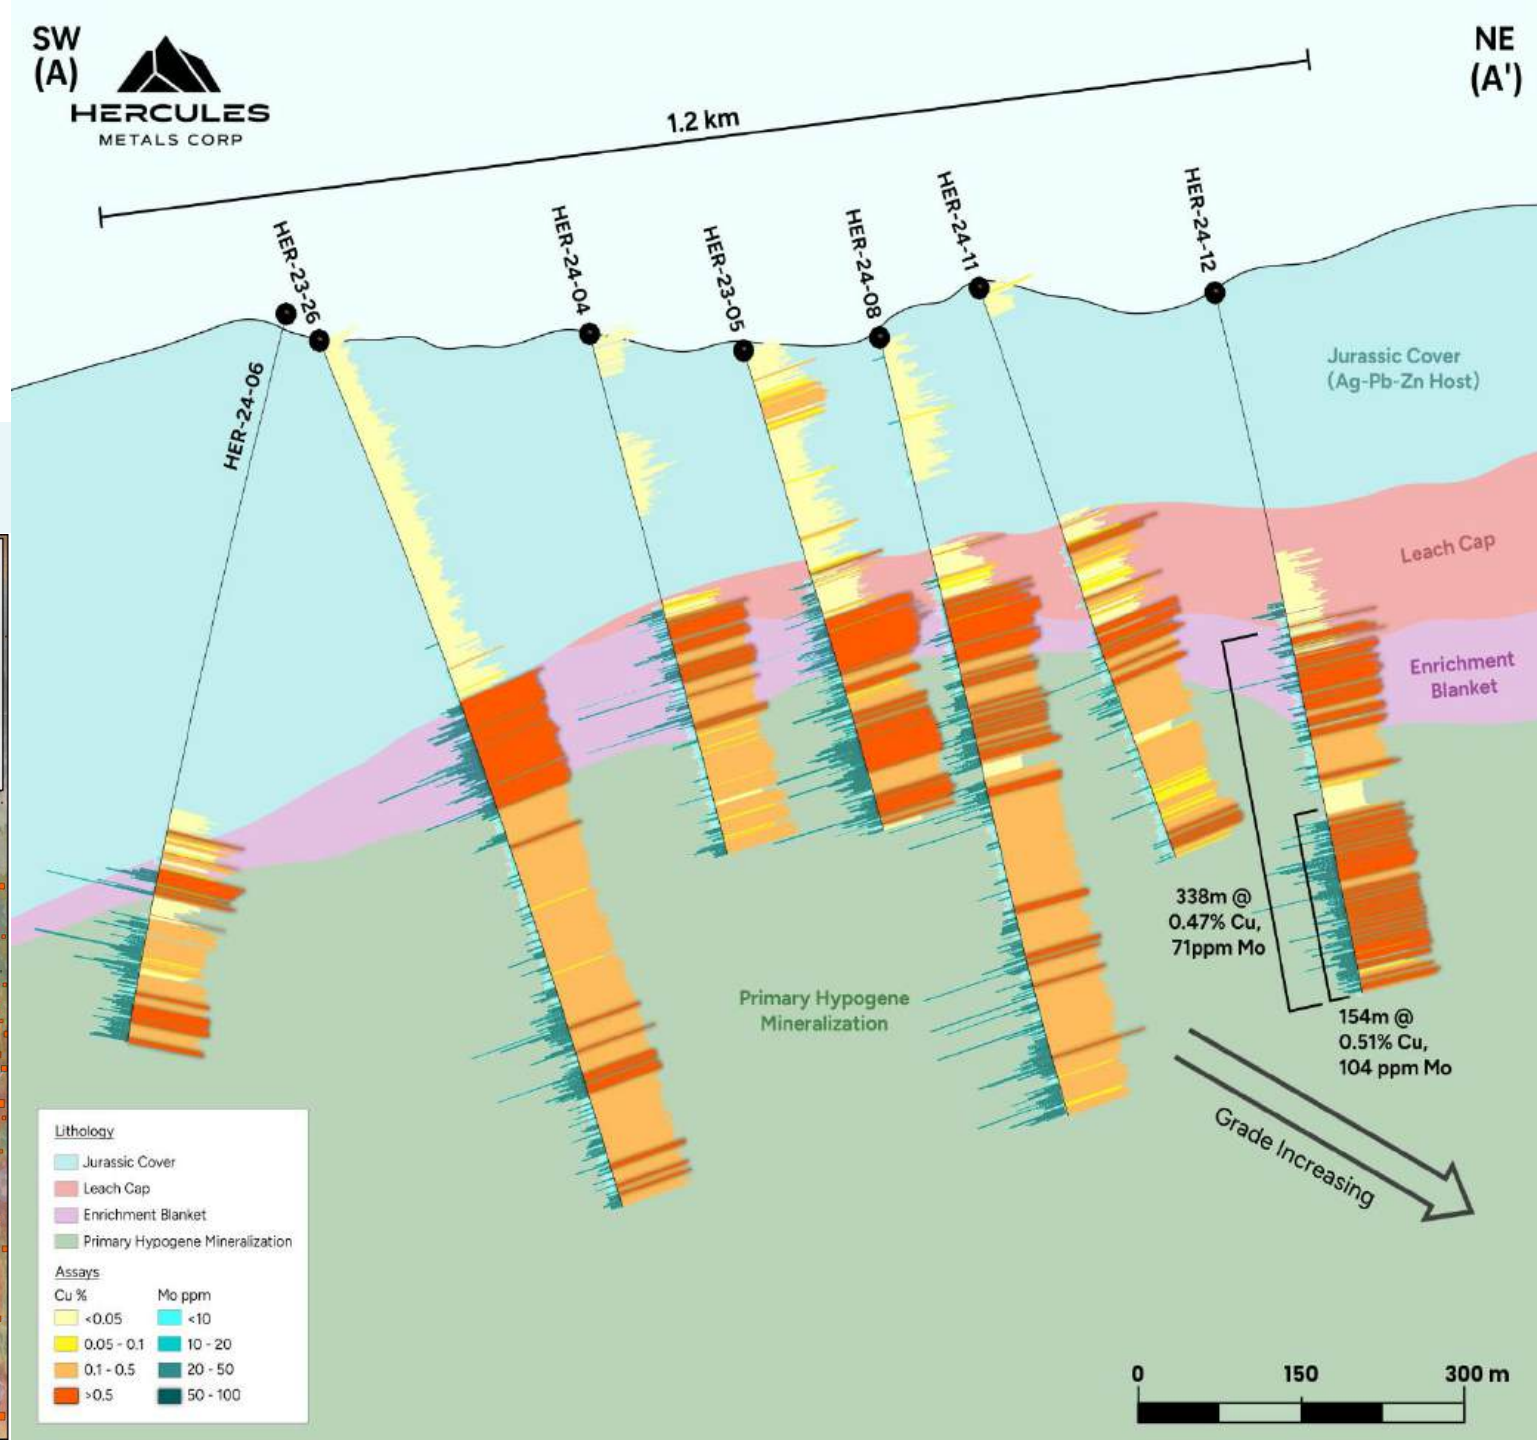 SW
(A)
HERCULES
METALS CORP
NE
(A')
1.2 km
HER-24-06
HER-23-26
HER-24-04
HER-23-05
HER-24-08
HER-24-11
HER-24-12
Jurassic Cover
(Ag-Pb-Zn Host)
Leach Cap
Enrichment
Blanket
Primary Hypogene
Mineralization
338m @
0.47% Cu,
71ppm Mo
154m @
0.51% Cu,
104 ppm Mo
Grade Increasing
Lithology
Jurassic Cover
Leach Cap
Enrichment Blanket
Primary Hypogene Mineralization
Assays
Cu % Mo ppm
<0.05 <10
0.05 - 0.1 10 - 20
0.1 - 0.5 20 - 50
>0.5 50 - 100
0 150 300 m